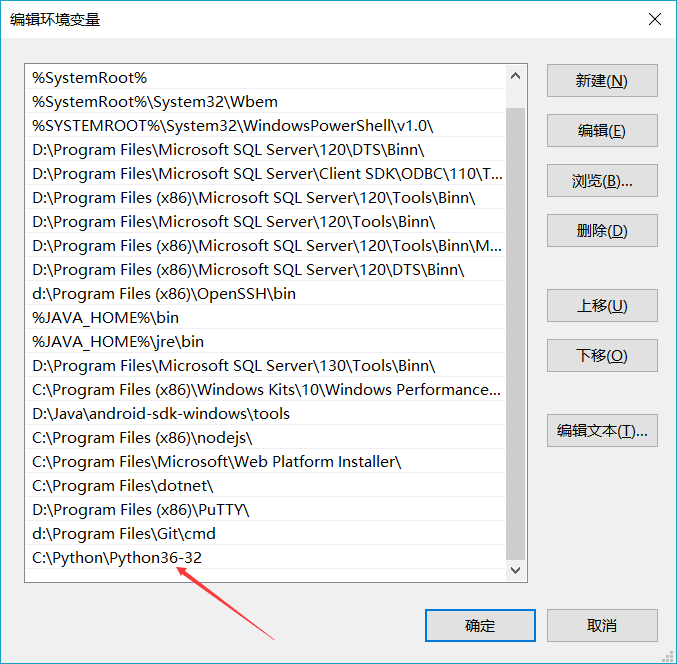 编辑环境变量
%SystemRoot%
%SystemRoot%\System32\Wbem
%SYSTEMROOT%\System32\WindowsPowerShell\v1.0\
D:\Program Files\Microsoft SQL Server\120\DTS\Binn\
D:\Program Files\Microsoft SQL Server\Client SDK\ODBC\110\T...
D:\Program Files (x86)\Microsoft SQL Server\120\Tools\Binn\
D:\Program Files\Microsoft SQL Server\120\Tools\Binn\
D:\Program Files (x86)\Microsoft SQL Server\120\Tools\Binn\M...
D:\Program Files (x86)\Microsoft SQL Server\120\DTS\Binn\
d:\Program Files (x86)\OpenSSH\bin
%JAVA_HOME%\bin
%JAVA_HOME%\jre\bin
D:\Program Files\Microsoft SQL Server\130\Tools\Binn\
C:\Program Files (x86)\Windows Kits\10\Windows Performance...
D:\Java\android-sdk-windows\tools
C:\Program Files (x86)\nodejs\
C:\Program Files\Microsoft\Web Platform Installer\
C:\Program Files\dotnet\
D:\Program Files (x86)\PuTTY\
d:\Program Files\Git\cmd
C:\Python\Python36-32
新建(N)
编辑(E)
浏览(B)...
删除(D)
上移(U)
下移(O)
编辑文本(T)...
确定
取消